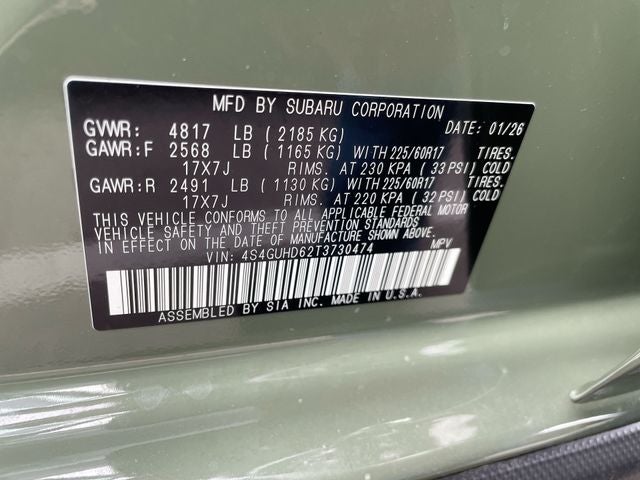 MFD BY SUBARU CORPORATION
GVWR: 4817 LB (2185 KG) DATE: 01/26
GAWR:F 2568 LB (1165 KG) WITH 225/60R17 TIRES.
17X7J RIMS. AT 230 KPA (33 PSI) COLD
GAWR:R 2491 LB (1130 KG) WITH 225/60R17 TIRES.
17X7J RIMS. AT 220 KPA (32 PSI) COLD
THIS VEHICLE CONFORMS TO ALL APPLICABLE FEDERAL MOTOR
VEHICLE SAFETY AND THEFT PREVENTION STANDARDS
IN EFFECT ON THE DATE OF MANUFACTURE SHOWN ABOVE.
VIN: 4S4GUHD62T3730474 MPV
ASSEMBLED BY SIA INC. MADE IN U.S.A.